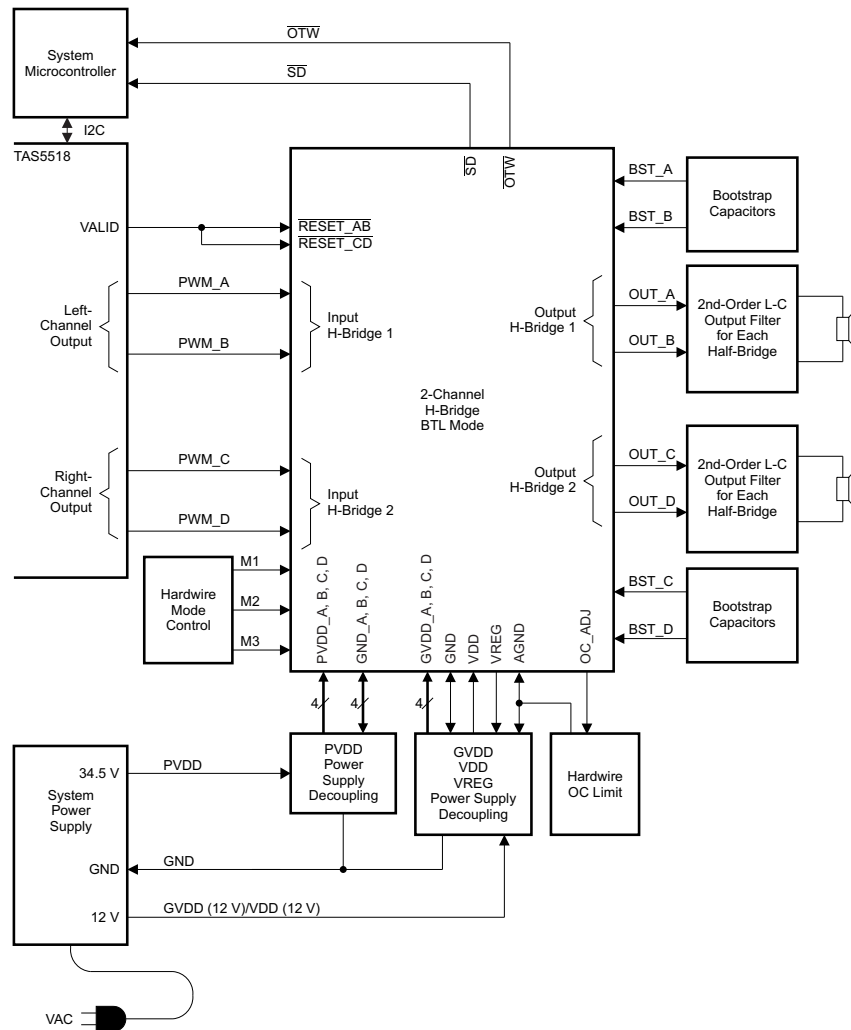 OTW
System
Microcontroller
SD
I2C
TAS5518
SD
OTW
BST_A
Bootstrap
Capacitors
BST_B
VALID
RESET_AB
RESET_CD
PWM_A
Left-
Channel
Output
Input
H-Bridge 1
PWM_B
Output
H-Bridge 1
OUT_A
OUT_B
2nd-Order L-C
Output Filter
for Each
Half-Bridge
2-Channel
H-Bridge
BTL Mode
PWM_C
Right-
Channel
Output
Input
H-Bridge 2
PWM_D
Output
H-Bridge 2
OUT_C
OUT_D
2nd-Order L-C
Output Filter
for Each
Half-Bridge
M1
Hardwire
Mode
Control
M2
M3
PVDD_A, B, C, D
GND_A, B, C, D
GVDD_A, B, C, D
GND
VDD
VREG
AGND
OC_ADJ
BST_C
Bootstrap
Capacitors
BST_D
4
4
4
PVDD
Power
Supply
Decoupling
GVDD
VDD
VREG
Power Supply
Decoupling
Hardwire
OC Limit
34.5 V
PVDD
System
Power
Supply
GND
GND
12 V
GVDD (12 V)/VDD (12 V)
VAC